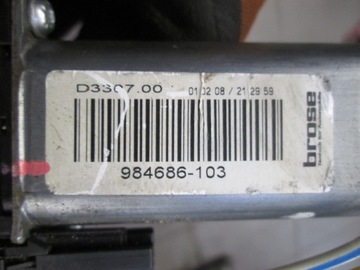 D3307.00 01 02 08 / 21 29 59
984686-103
brose